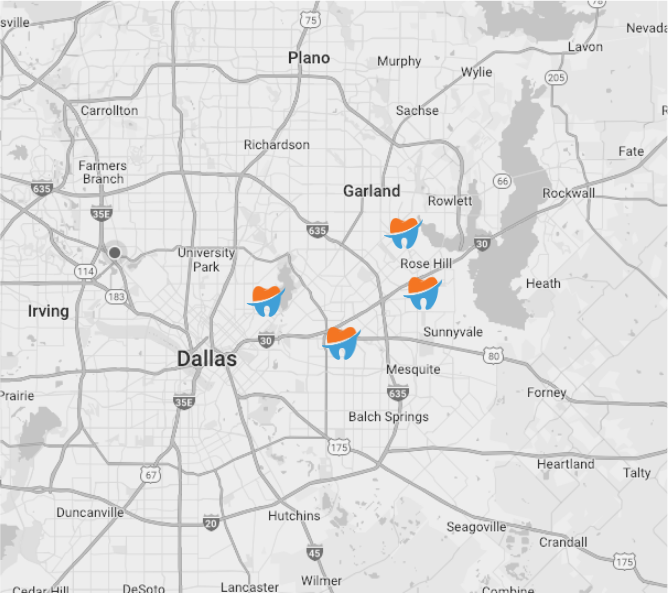 78
sville
75
Nevada
Lavon
Plano
Murphy
Wylie
205
Carrollton
Sachse
Richardson
Fate
Farmers
Branch
66
635
Garland
Rockwall
Rowlett
35E
635
30
University
Park
Rose Hill
114
Heath
183
Irving
Sunnyvale
30
80
Dallas
Mesquite
Prairie
635
Forney
35E
Balch Springs
175
Heartland
67
Talty
Duncanville
Hutchins
20
Seagoville
Crandall
45
175
Wilmer
Cedar Hill
DeSoto
Lancaster
Combine